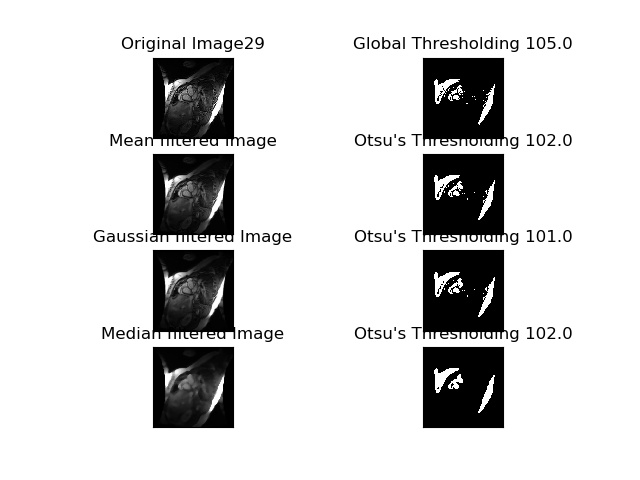 Original Image29
Global Thresholding 105.0
Mean filtered Image
Otsu's Thresholding 102.0
Gaussian filtered Image
Otsu's Thresholding 101.0
Median filtered Image
Otsu's Thresholding 102.0